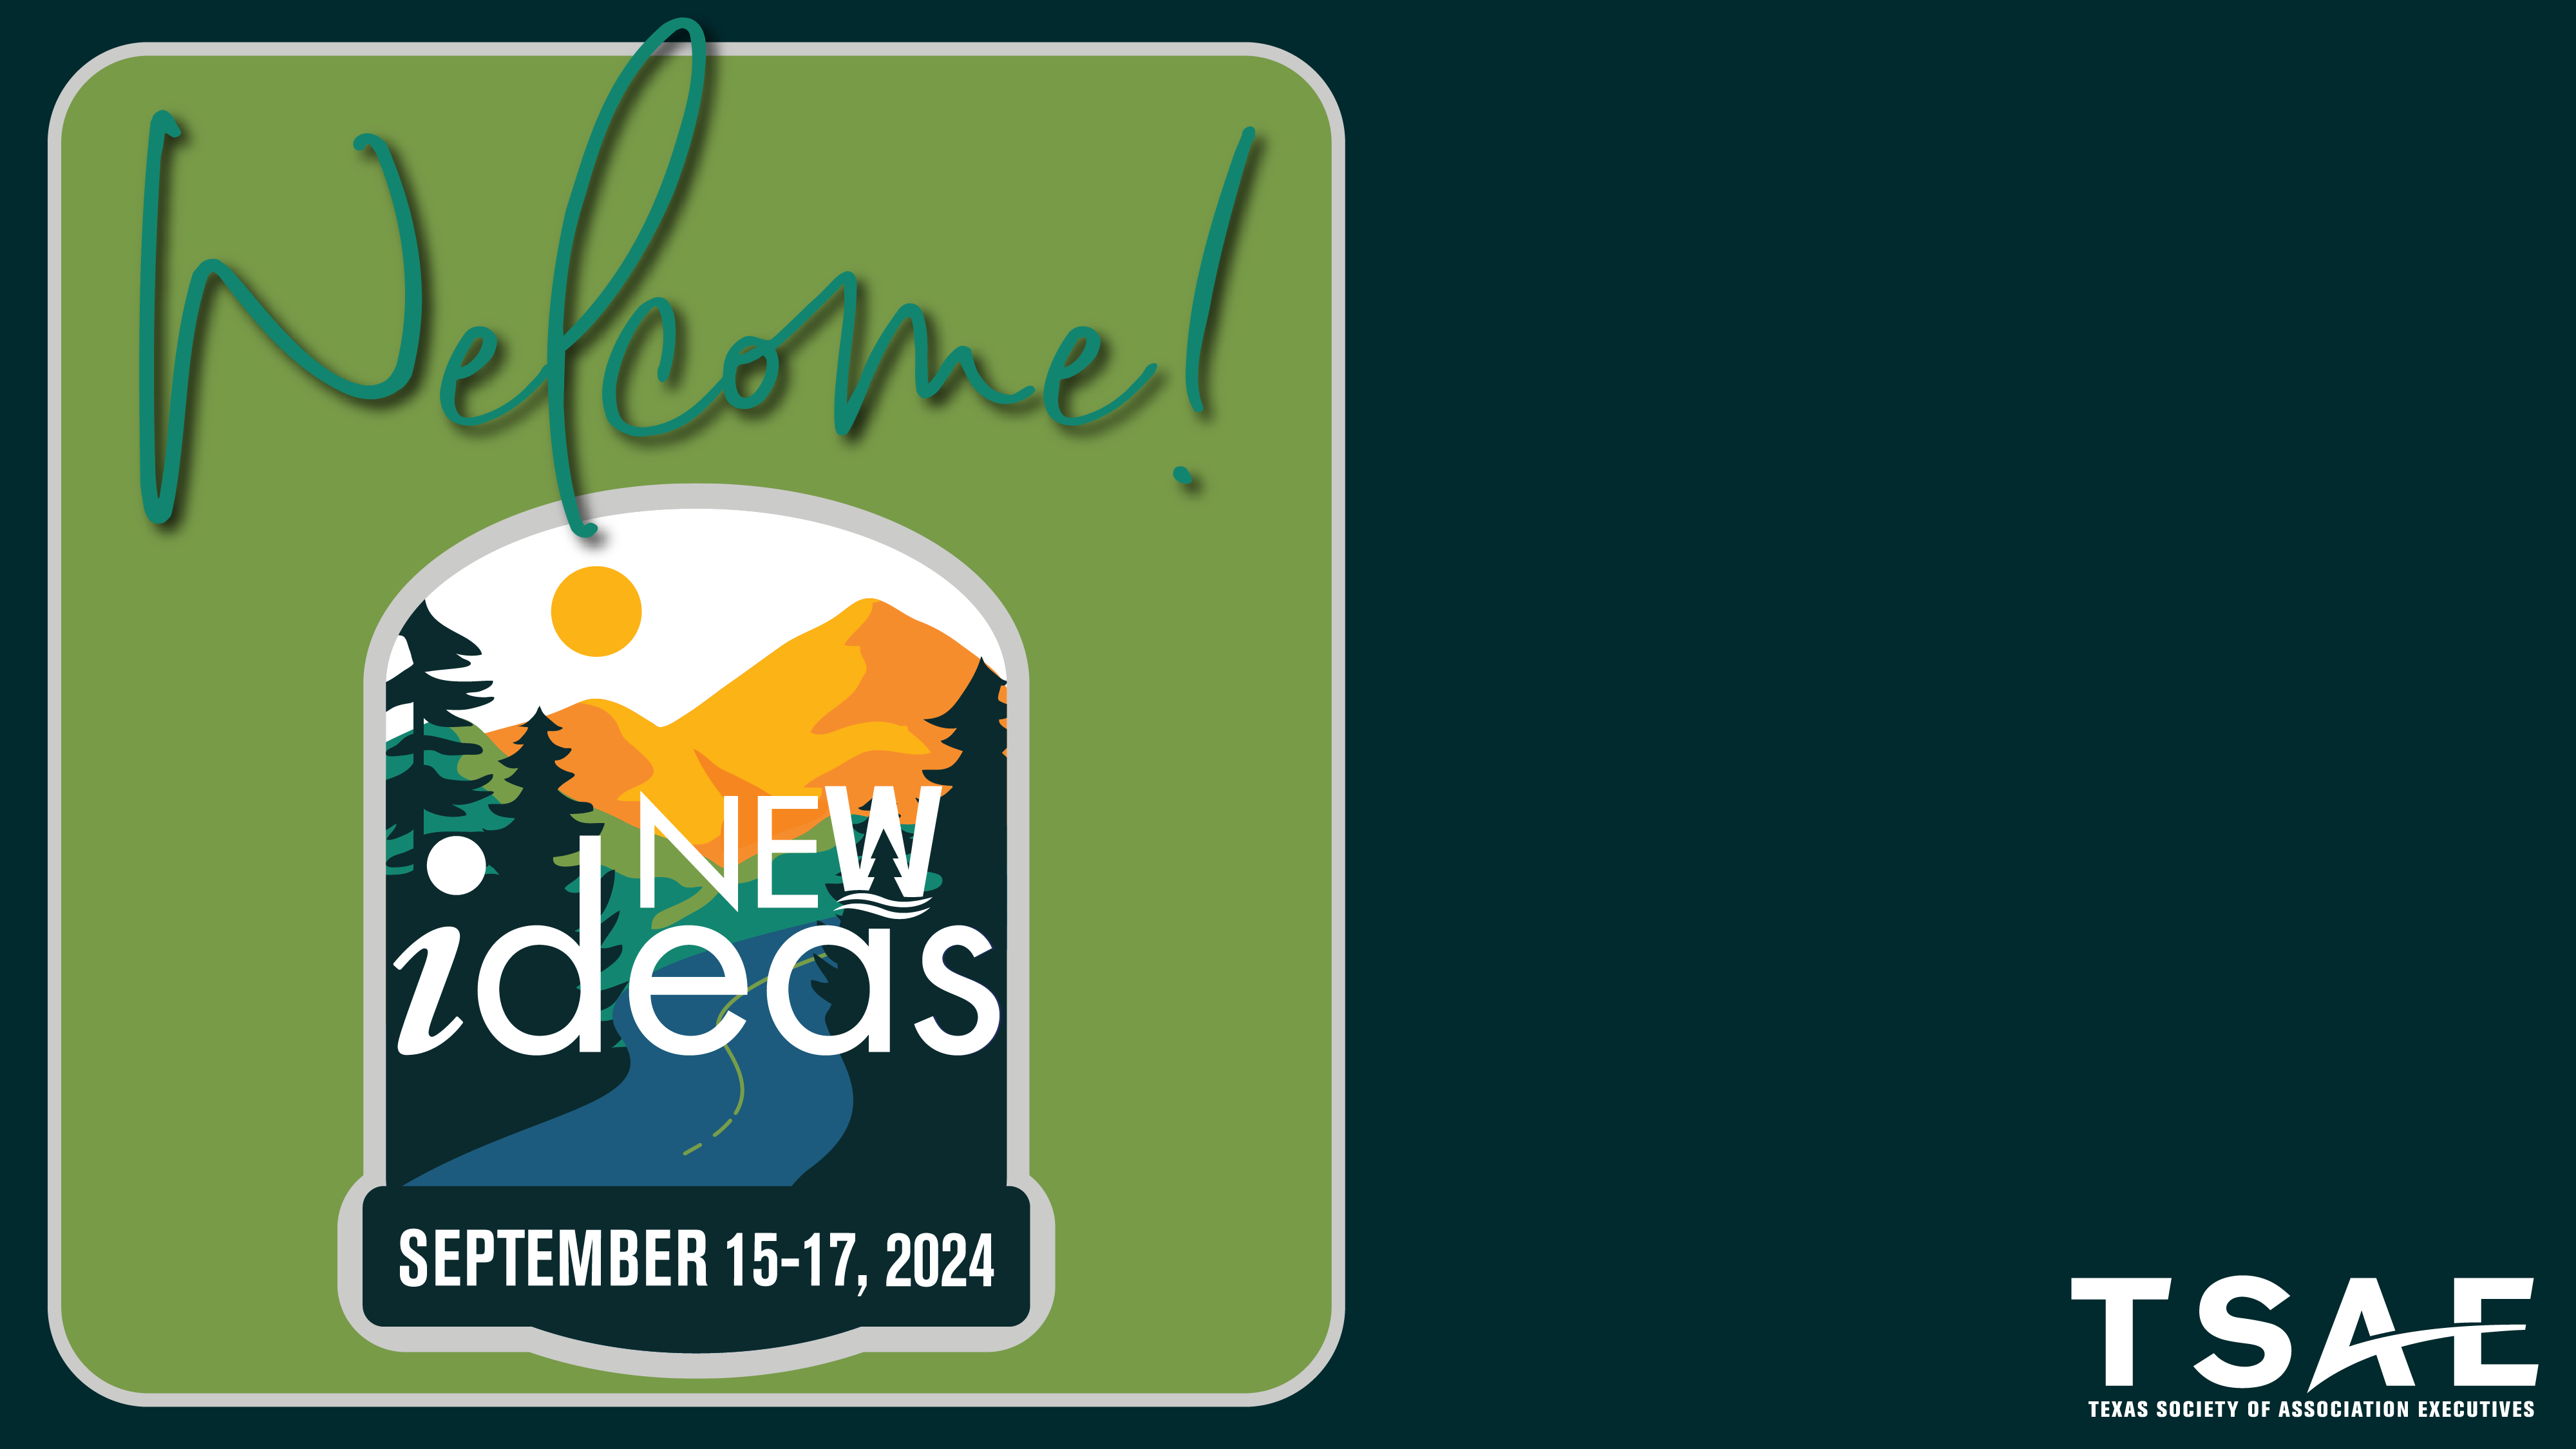 Welcome!
NEW
ideas
SEPTEMBER 15-17, 2024
TSAE
TEXAS SOCIETY OF ASSOCIATION EXECUTIVES